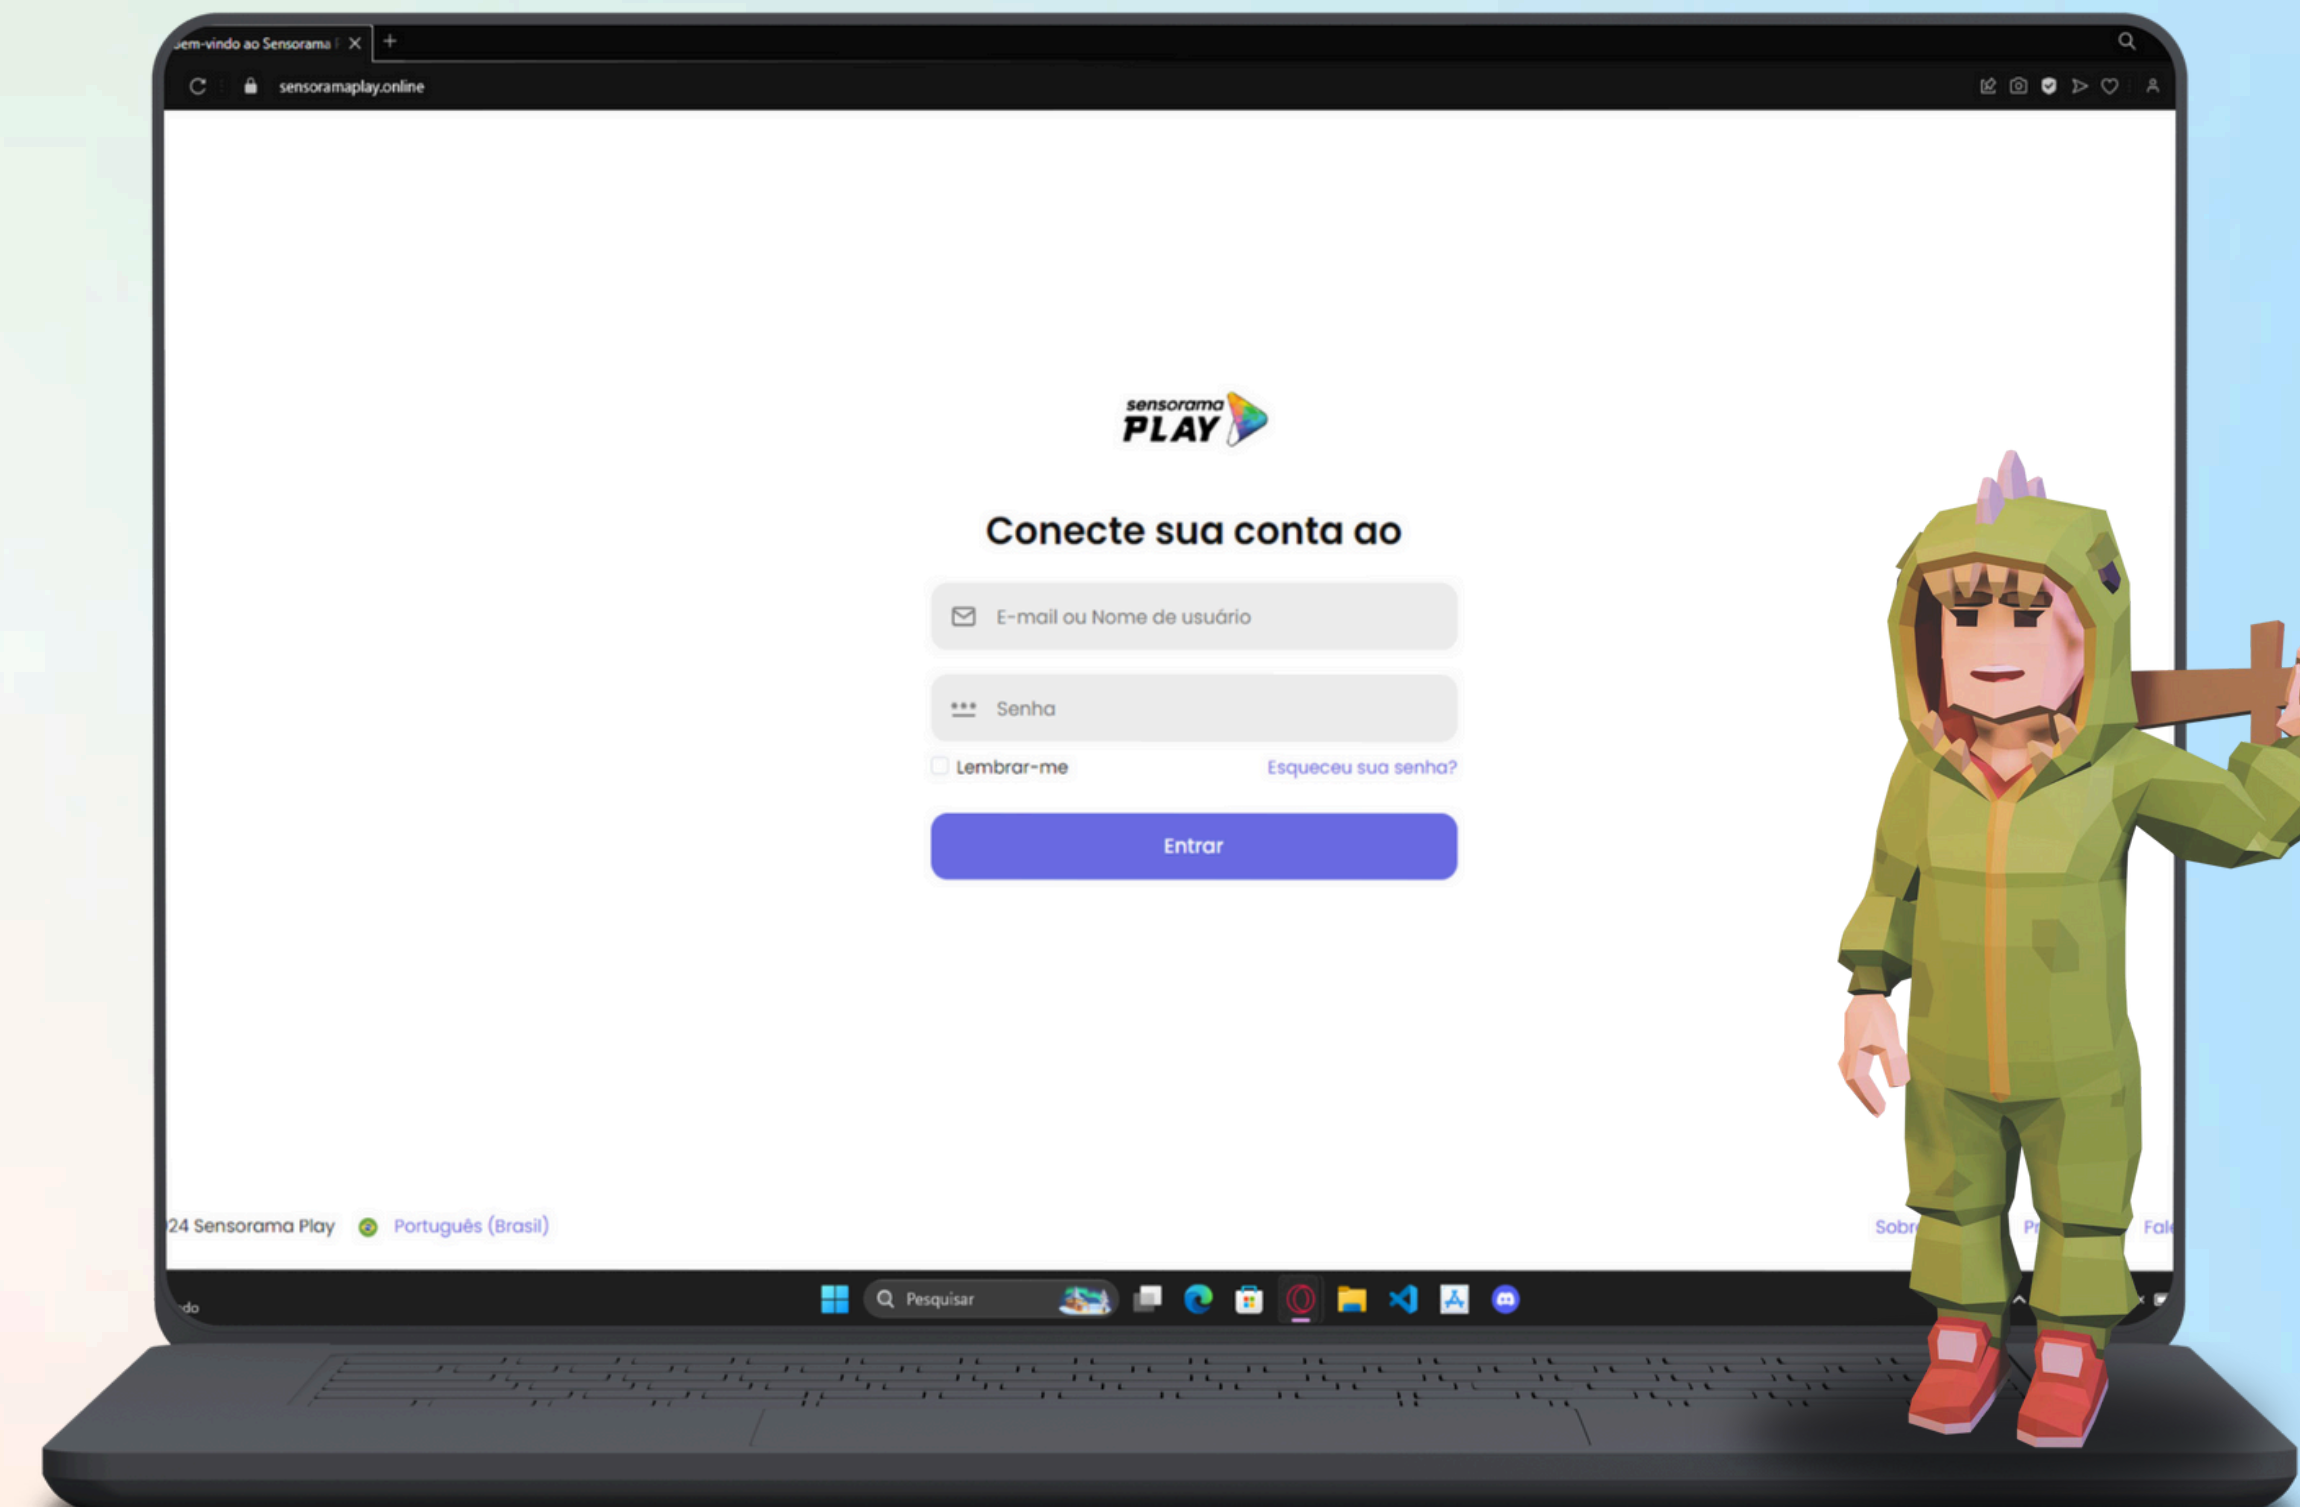 em-vindo ao Sensorama
sensoramaplay.online
sensorama
PLAY
Conecte sua conta ao
E-mail ou Nome de usuário
Senha
Lembrar-me
Esqueceu sua senha?
Entrar
24 Sensorama Play
Português (Brasil)
Pesquisar